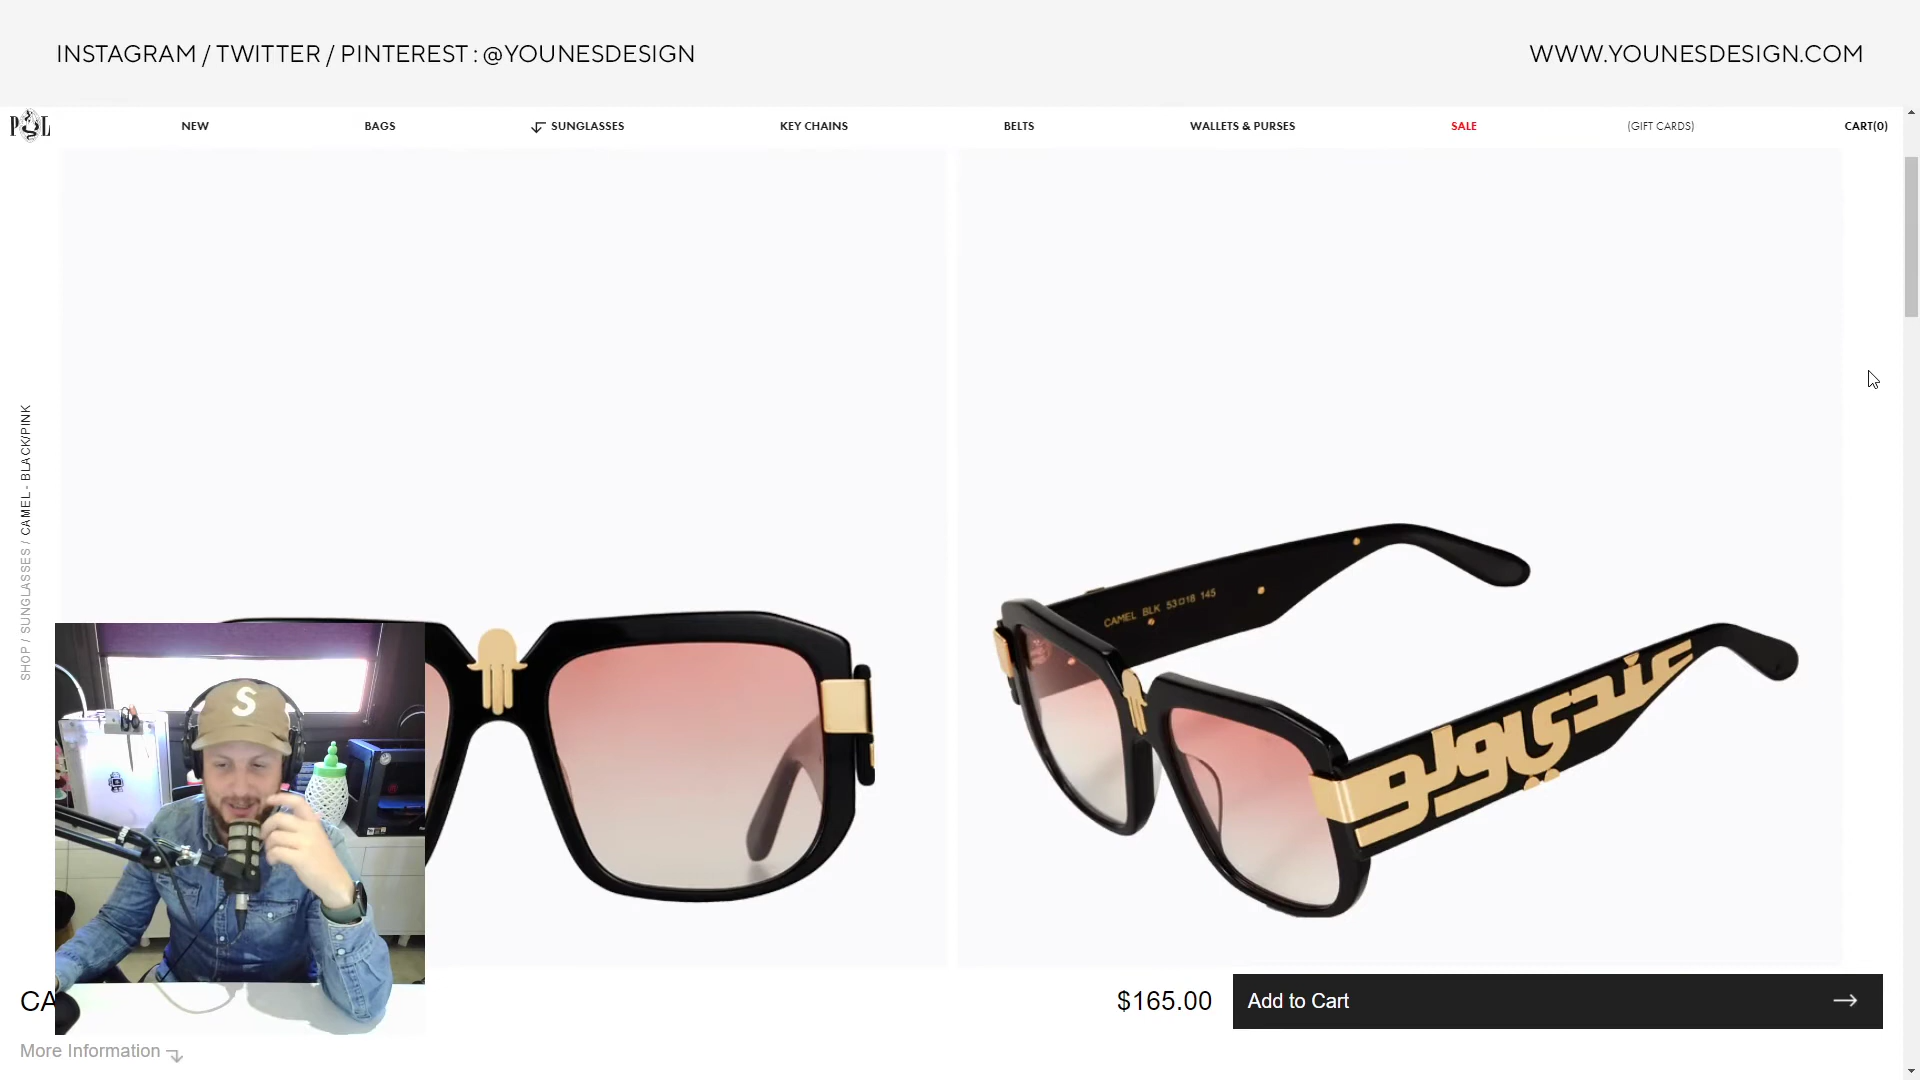 INSTAGRAM / TWITTER / PINTEREST : @YOUNESDESIGN
WWW.YOUNESDESIGN.COM
NEW
BAGS
SUNGLASSES
KEY CHAINS
BELTS
WALLETS & PURSES
SALE
(GIFT CARDS)
CART(0)
SHOP / SUNGLASSES / CAMEL - BLACK/PINK
CAMEL BLK 53□18 145
عندي ولو
S
CA
$165.00
Add to Cart
More Information